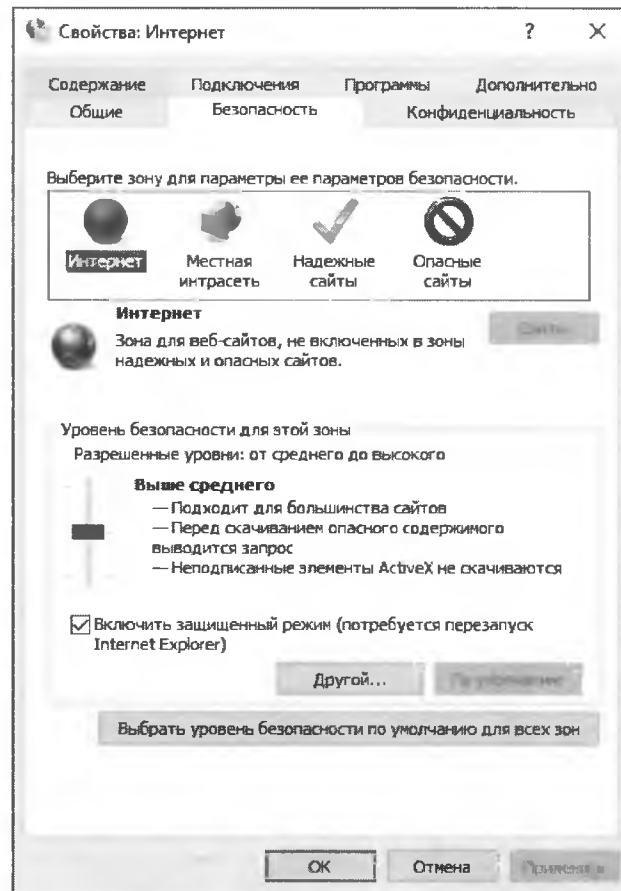 Свойства: Интернет
?
Содержание Подключения Программы Дополнительно
Общие Безопасность Конфиденциальность
Выберите зону для параметры ее параметров безопасности.
Интернет Местная интрасеть Надежные сайты Опасные сайты
Интернет
Зона для веб-сайтов, не включенных в зоны
надежных и опасных сайтов.
Уровень безопасности для этой зоны
Разрешенные уровни: от среднего до высокого
Выше среднего
— Подходит для большинства сайтов
— Перед скачиванием опасного содержимого
выводится запрос
— Неподписанные элементы ActiveX не скачиваются
Включить защищенный режим (потребуется перезапуск
Internet Explorer)
Другой... По умолчанию
Выбрать уровень безопасности по умолчанию для всех зон
ОК Отмена Применить